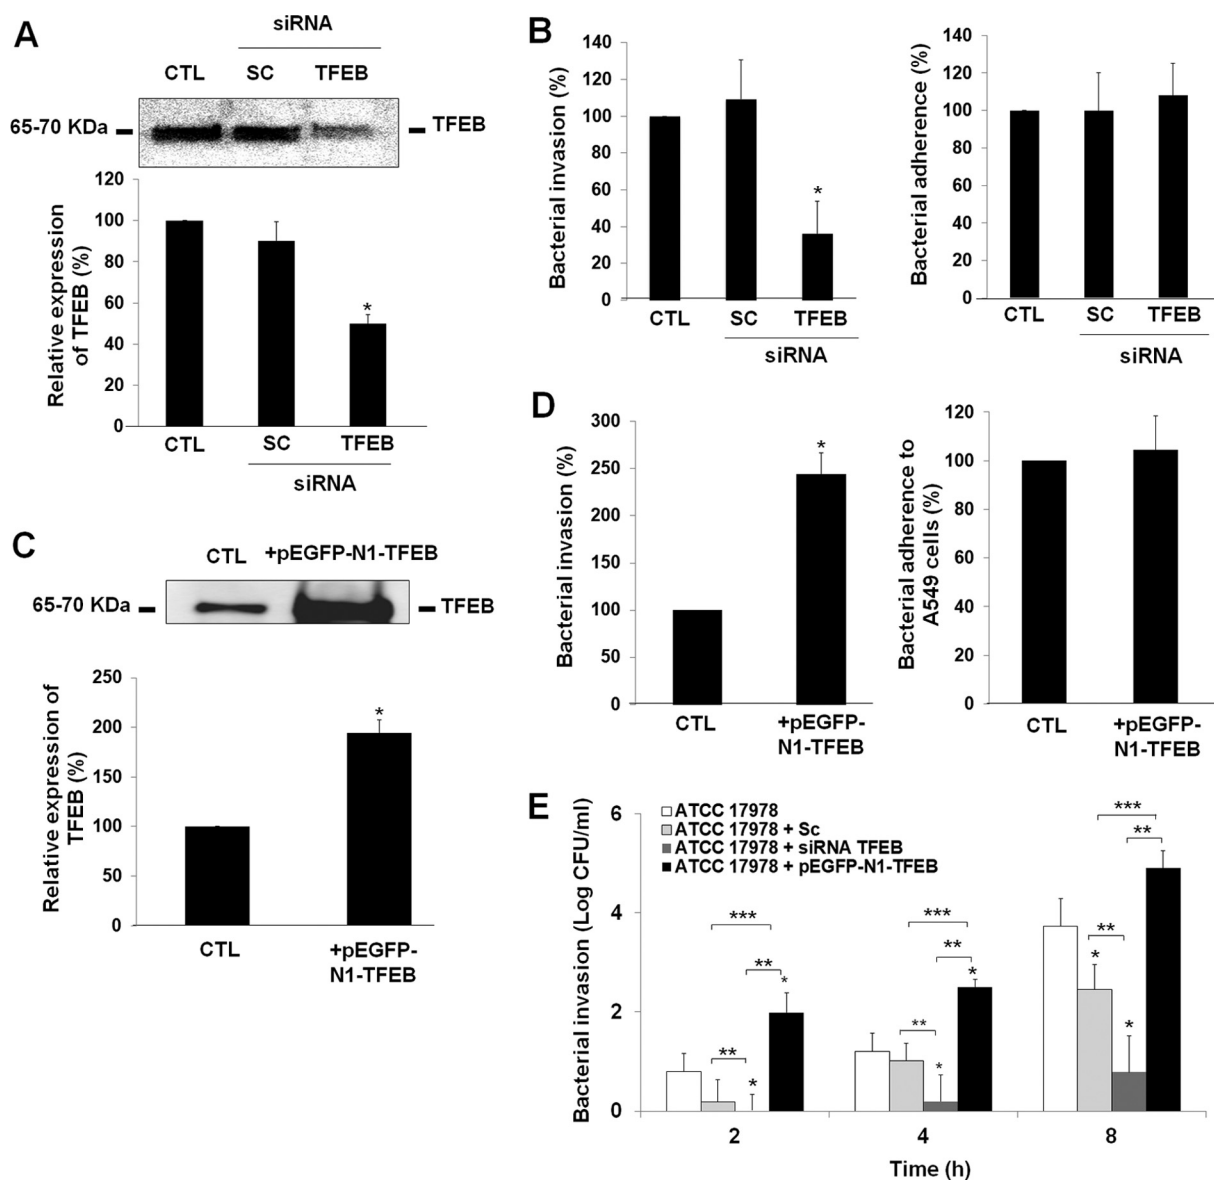 A
siRNA
CTL SC TFEB
65-70 KDa
TFEB
Relative expression
of TFEB (%)
120
100
80
60
40
20
0
*
CTL SC TFEB
siRNA
B
Bacterial invasion (%)
140
120
100
80
60
40
20
0
*
CTL SC TFEB
siRNA
Bacterial adherence (%)
140
120
100
80
60
40
20
0
CTL SC TFEB
siRNA
C
CTL +pEGFP-N1-TFEB
65-70 KDa
TFEB
Relative expression of
TFEB (%)
250
200
150
100
50
0
*
CTL +pEGFP-
N1-TFEB
D
Bacterial invasion (%)
300
250
200
150
100
50
0
*
CTL +pEGFP-
N1-TFEB
Bacterial adherence to
A549 cells (%)
120
100
80
60
40
20
0
CTL +pEGFP-
N1-TFEB
E
ATCC 17978
ATCC 17978 + Sc
ATCC 17978 + siRNA TFEB
ATCC 17978 + pEGFP-N1-TFEB
Bacterial invasion (Log CFU/ml)
6
4
2
0
***
** *
**
*
***
** *
**
*
***
**
**
*
*
2 4 8
Time (h)